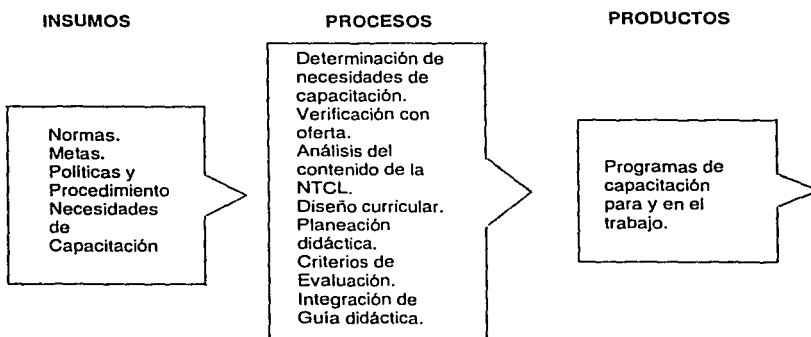 INSUMOS
PROCESOS
PRODUCTOS
Normas.
Metas.
Políticas y
Procedimiento
Necesidades
de
Capacitación
Determinación de
necesidades de
capacitación.
Verificación con
oferta.
Análisis del
contenido de la
NTCL.
Diseño curricular.
Planeación
didáctica.
Criterios de
Evaluación.
Integración de
Guía didáctica.
Programas de
capacitación
para y en el
trabajo.